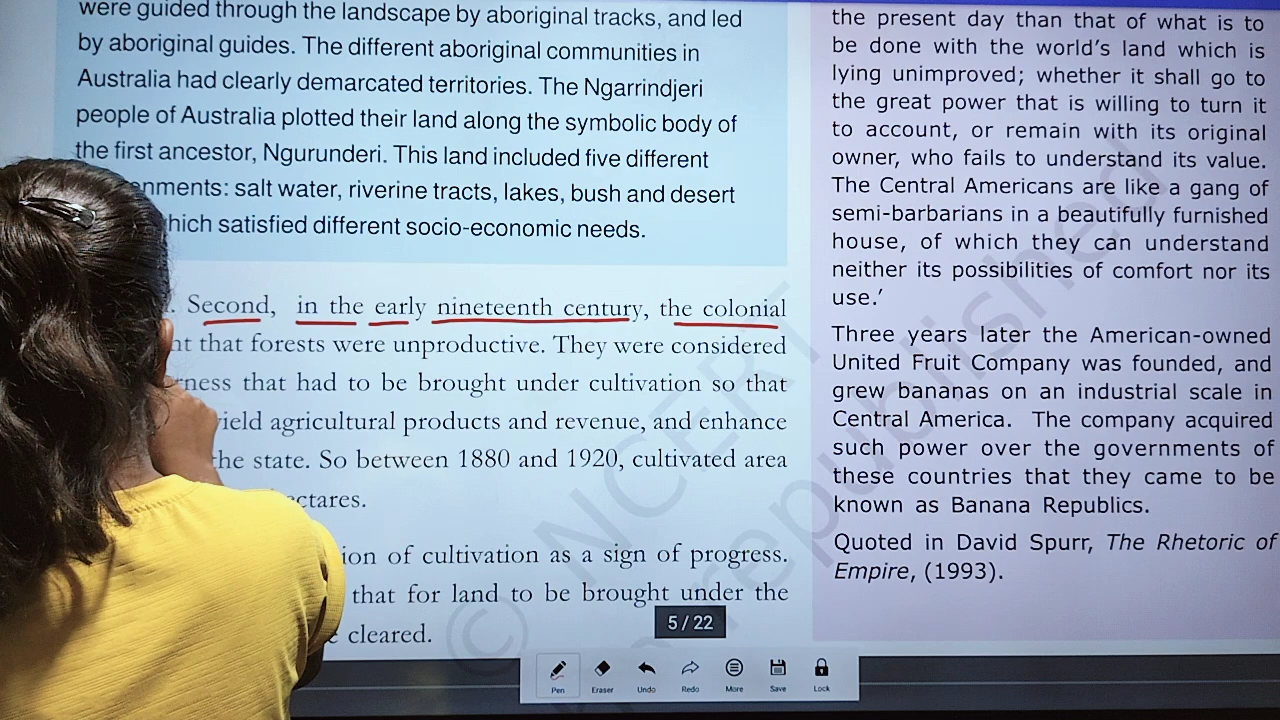 were guided through the landscape by aboriginal tracks, and led
by aboriginal guides. The different aboriginal communities in
Australia had clearly demarcated territories. The Ngarrindjeri
people of Australia plotted their land along the symbolic body of
the first ancestor, Ngurunderi. This land included five different
nments: salt water, riverine tracts, lakes, bush and desert
hich satisfied different socio-economic needs.
. Second, in the early nineteenth century, the colonial
nt that forests were unproductive. They were considered
rness that had to be brought under cultivation so that
ield agricultural products and revenue, and enhance
the state. So between 1880 and 1920, cultivated area
ctares.
ion of cultivation as a sign of progress.
that for land to be brought under the
cleared.
the present day than that of what is to
be done with the world's land which is
lying unimproved; whether it shall go to
the great power that is willing to turn it
to account, or remain with its original
owner, who fails to understand its value.
The Central Americans are like a gang of
semi-barbarians in a beautifully furnished
house, of which they can understand
neither its possibilities of comfort nor its
use.'
Three years later the American-owned
United Fruit Company was founded, and
grew bananas on an industrial scale in
Central America. The company acquired
such power over the governments of
these countries that they came to be
known as Banana Republics.
Quoted in David Spurr, The Rhetoric of
Empire, (1993).
© NCERT
republished
5 / 22
Pen Eraser Undo Redo More Save Lock